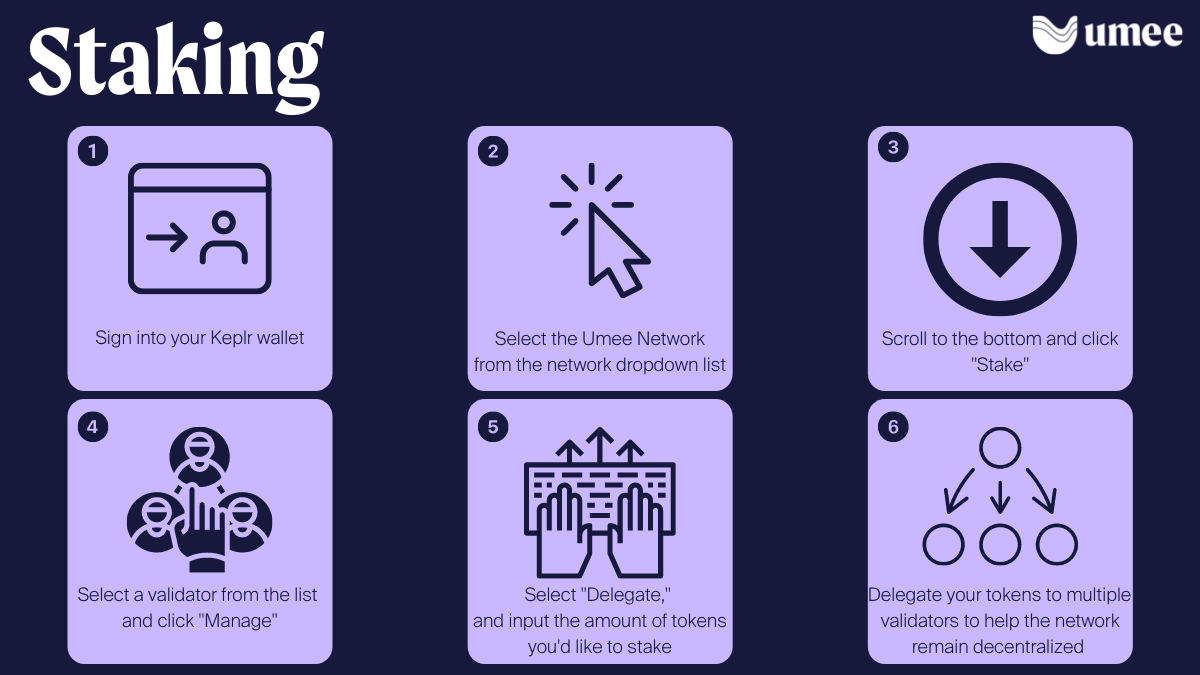 Staking
umee
1
Sign into your Keplr wallet
2
Select the Umee Network
from the network dropdown list
3
Scroll to the bottom and click
"Stake"
4
Select a validator from the list
and click "Manage"
5
Select "Delegate,"
and input the amount of tokens
you'd like to stake
6
Delegate your tokens to multiple
validators to help the network
remain decentralized